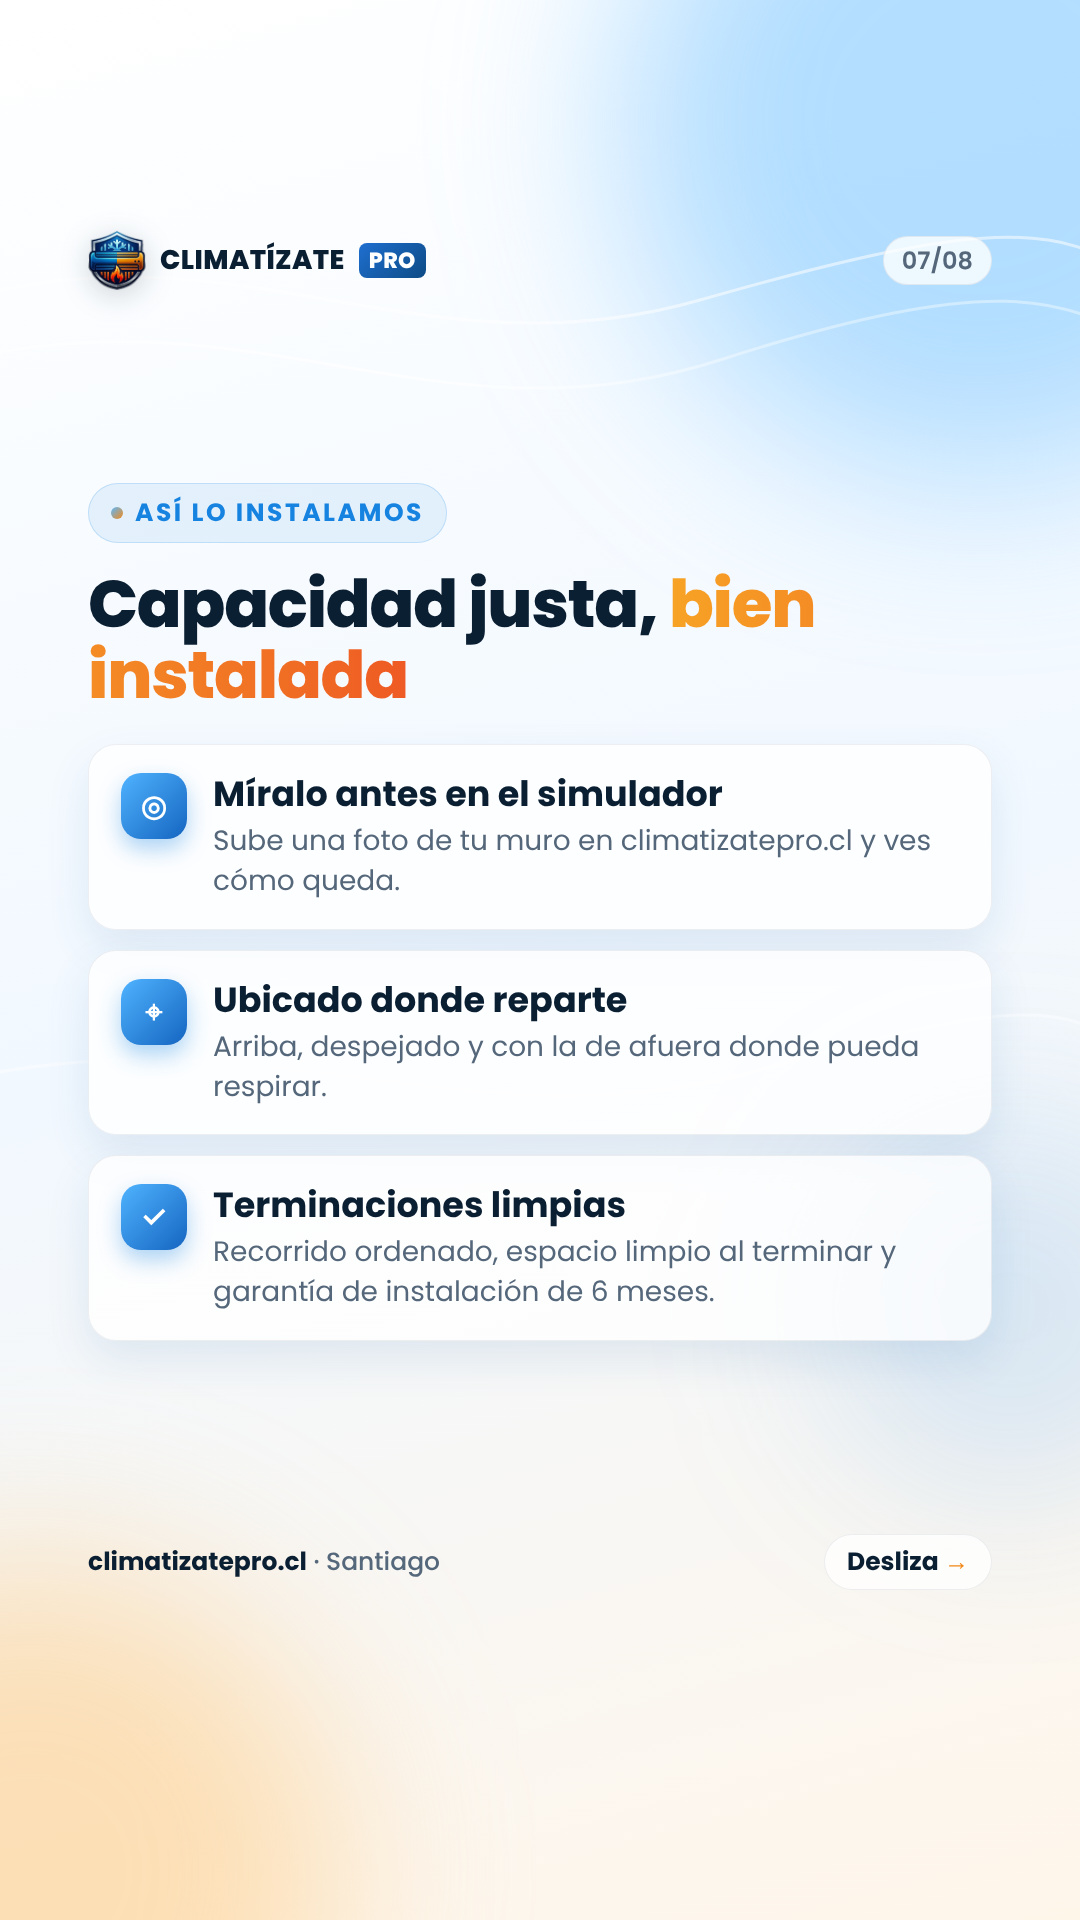 CLIMATÍZATE PRO
07/08
ASÍ LO INSTALAMOS
Capacidad justa, bien
instalada
Míralo antes en el simulador
Sube una foto de tu muro en climatizatepro.cl y ves
cómo queda.
Ubicado donde reparte
Arriba, despejado y con la de afuera donde pueda
respirar.
Terminaciones limpias
Recorrido ordenado, espacio limpio al terminar y
garantía de instalación de 6 meses.
climatizatepro.cl · Santiago
Desliza →